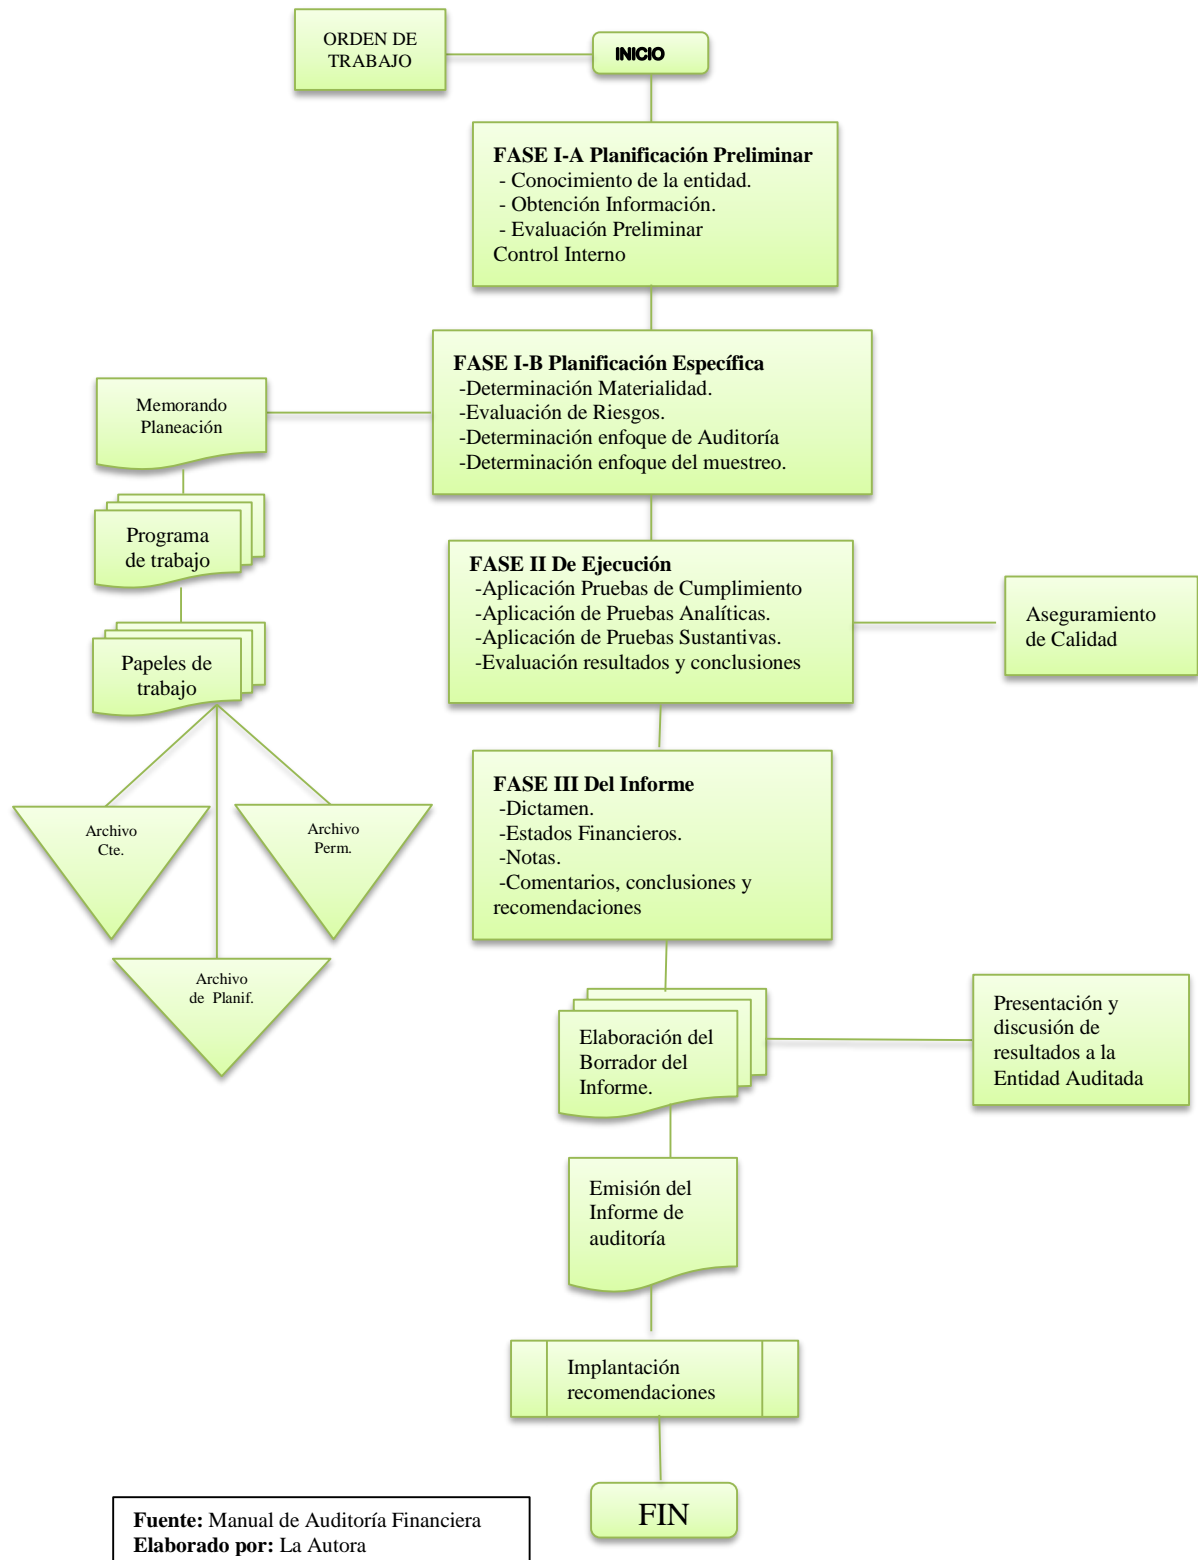 ORDEN DE
TRABAJO
INICIO
FASE I-A Planificación Preliminar
- Conocimiento de la entidad.
- Obtención Información.
- Evaluación Preliminar
Control Interno
FASE I-B Planificación Específica
-Determinación Materialidad.
-Evaluación de Riesgos.
-Determinación enfoque de Auditoría
-Determinación enfoque del muestreo.
Memorando
Planeación
Programa
de trabajo
Papeles de
trabajo
Archivo
Cte.
Archivo
Perm.
Archivo
de Planif.
FASE II De Ejecución
-Aplicación Pruebas de Cumplimiento
-Aplicación de Pruebas Analíticas.
-Aplicación de Pruebas Sustantivas.
-Evaluación resultados y conclusiones
Aseguramiento
de Calidad
FASE III Del Informe
-Dictamen.
-Estados Financieros.
-Notas.
-Comentarios, conclusiones y
recomendaciones
Elaboración del
Borrador del
Informe.
Presentación y
discusión de
resultados a la
Entidad Auditada
Emisión del
Informe de
auditoría
Implantación
recomendaciones
FIN
Fuente: Manual de Auditoría Financiera
Elaborado por: La Autora